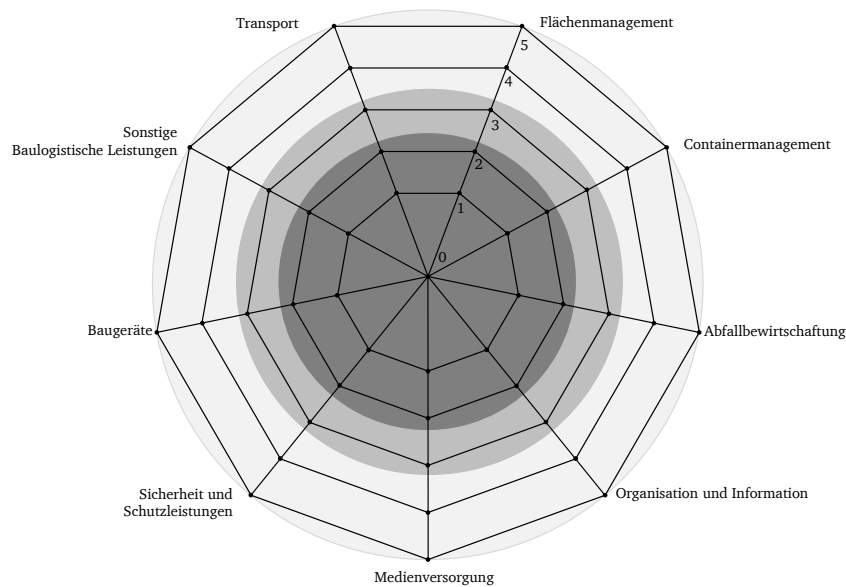 Transport
Flächenmanagement
5
4
3
2
1
0
Sonstige
Baulogistische Leistungen
Containermanagement
Baugeräte
Abfallbewirtschaftung
Sicherheit und
Schutzleistungen
Organisation und Information
Medienversorgung